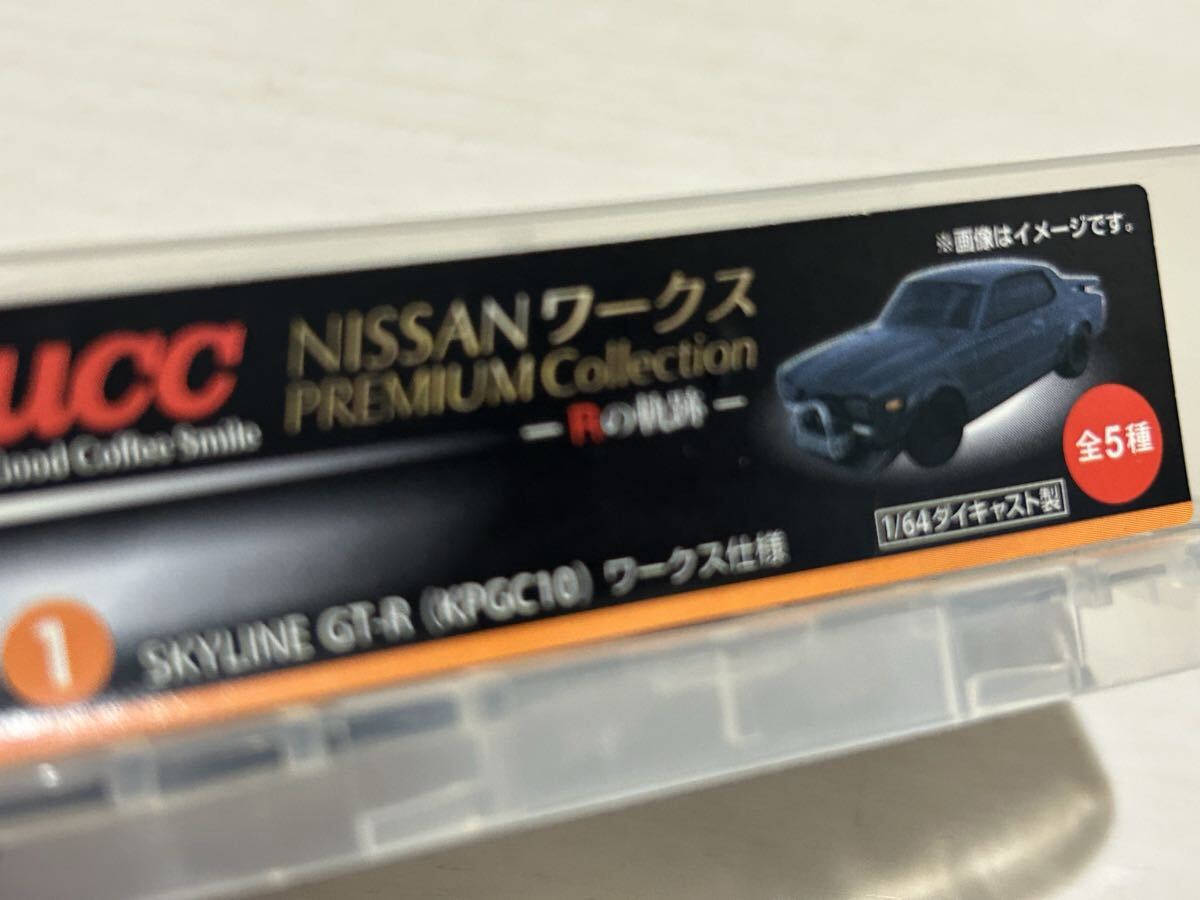 ucc
Good Coffee Smile
NISSANワークス
PREMIUM Collection
－Rの軌跡－
※画像はイメージです。
全5種
1/64ダイキャスト製
1 SKYLINE GT-R (KPGC10) ワークス仕様